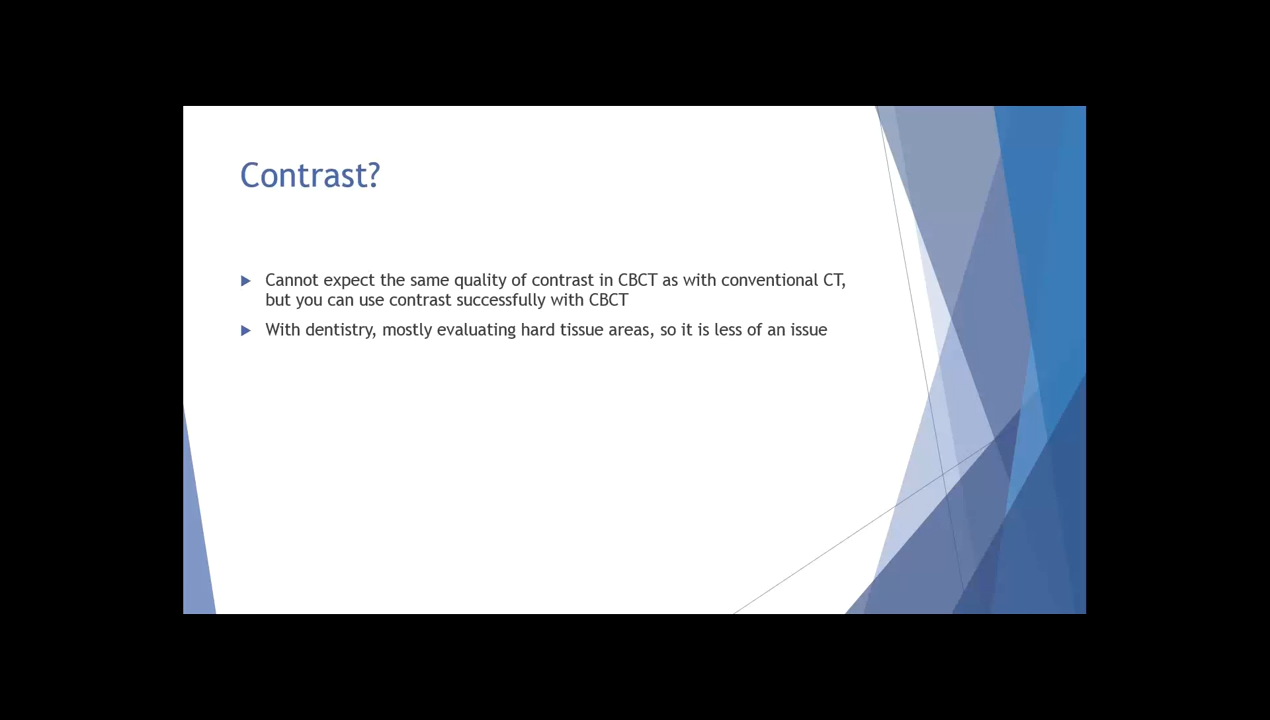 Contrast?
Cannot expect the same quality of contrast in CBCT as with conventional CT,
but you can use contrast successfully with CBCT
With dentistry, mostly evaluating hard tissue areas, so it is less of an issue